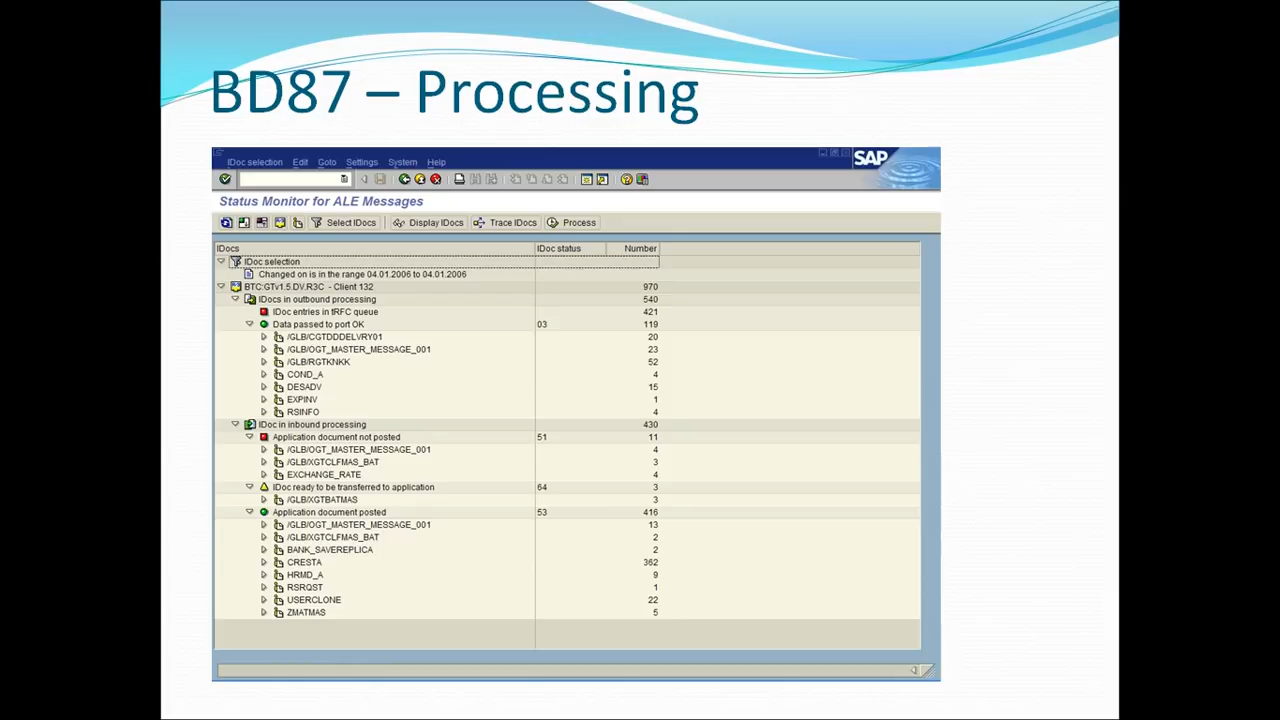 BD87 – Processing
IDoc selection Edit Goto Settings System Help
SAP
Status Monitor for ALE Messages
Select IDocs Display IDocs Trace IDocs Process
IDocs IDoc status Number
IDoc selection
Changed on is in the range 04.01.2006 to 04.01.2006
BTC:GTv1.5.DV.R3C - Client 132 970
IDocs in outbound processing 540
IDoc entries in tRFC queue 421
Data passed to port OK 03 119
/GLB/CGTDDDELVRY01 20
/GLB/OGT_MASTER_MESSAGE_001 23
/GLB/RGTKNKK 52
COND_A 4
DESADV 15
EXPINV 1
RSINFO 4
IDoc in inbound processing 430
Application document not posted 51 11
/GLB/OGT_MASTER_MESSAGE_001 4
/GLB/XGTCLFMAS_BAT 3
EXCHANGE_RATE 4
IDoc ready to be transferred to application 64 3
/GLB/XGTBATMAS 3
Application document posted 53 416
/GLB/OGT_MASTER_MESSAGE_001 13
/GLB/XGTCLFMAS_BAT 2
BANK_SAVEREPLICA 2
CRESTA 362
HRMD_A 9
RSRQST 1
USERCLONE 22
ZMATMAS 5